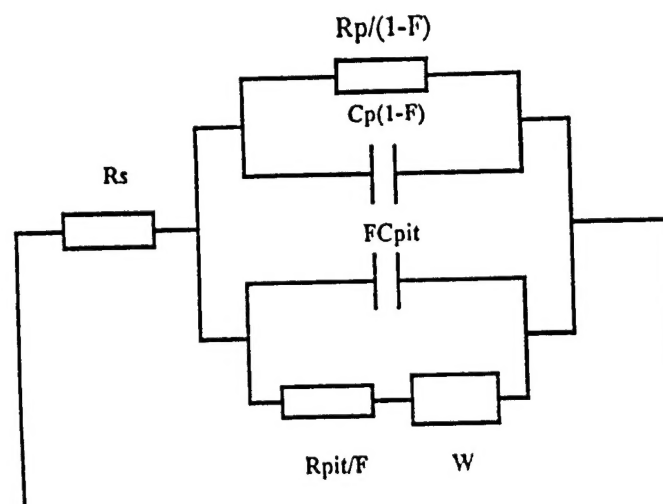 Rp/(1-F)
Cp(1-F)
Rs
FCpit
Rpit/F
W